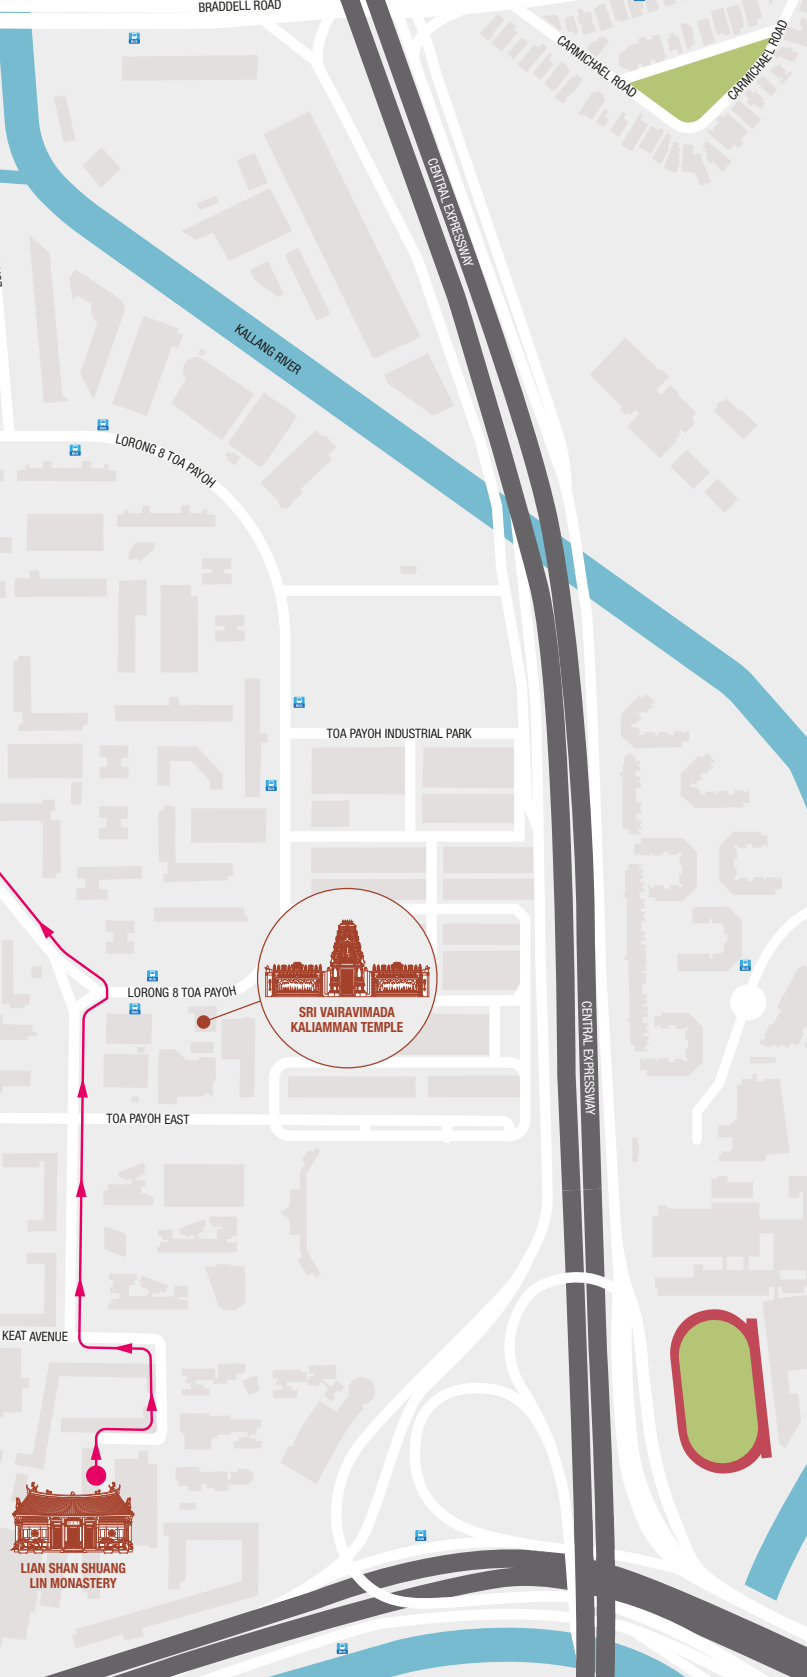 BRADDELL ROAD
CARMICHAEL ROAD
CARMICHAEL ROAD
CENTRAL EXPRESSWAY
KALLANG RIVER
LORONG 8 TOA PAYOH
TOA PAYOH INDUSTRIAL PARK
LORONG 8 TOA PAYOH
SRI VAIRAVIMADA
KALIAMMAN TEMPLE
CENTRAL EXPRESSWAY
TOA PAYOH EAST
KEAT AVENUE
LIAN SHAN SHUANG
LIN MONASTERY